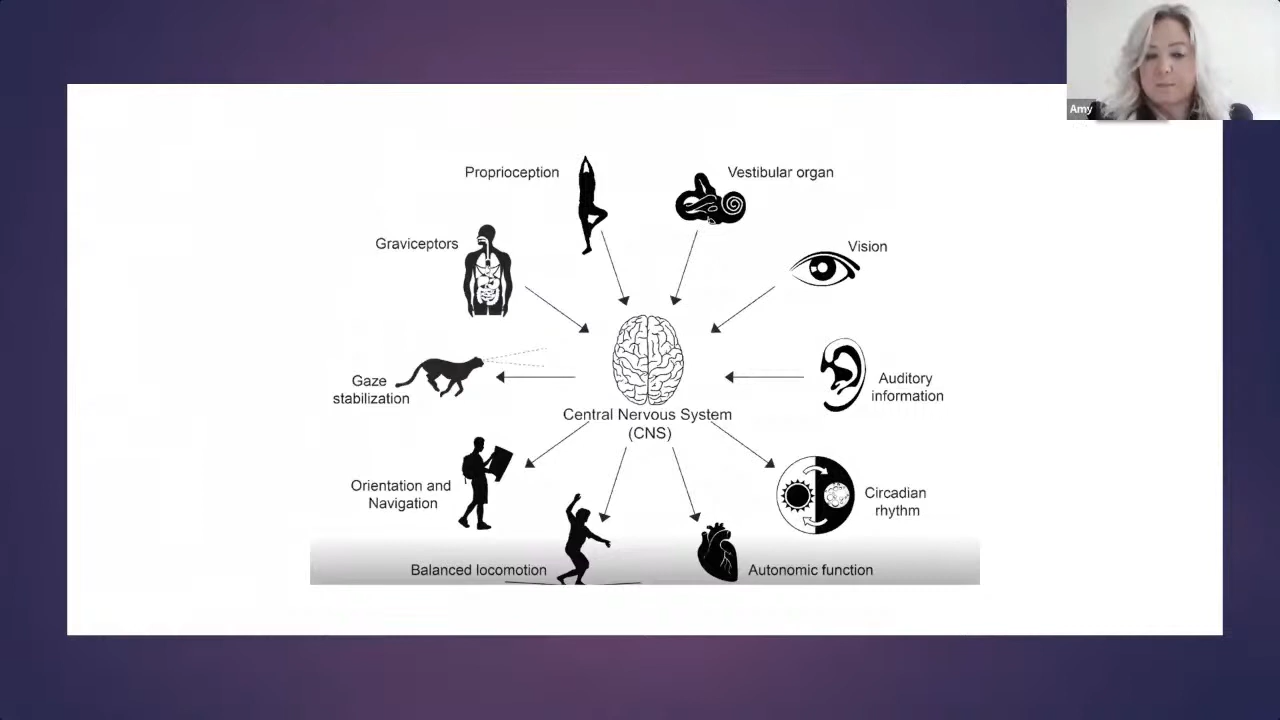 Amy
Proprioception
Vestibular organ
Graviceptors
Vision
Gaze
stabilization
Auditory
information
Central Nervous System
(CNS)
Orientation and
Navigation
Circadian
rhythm
Balanced locomotion
Autonomic function